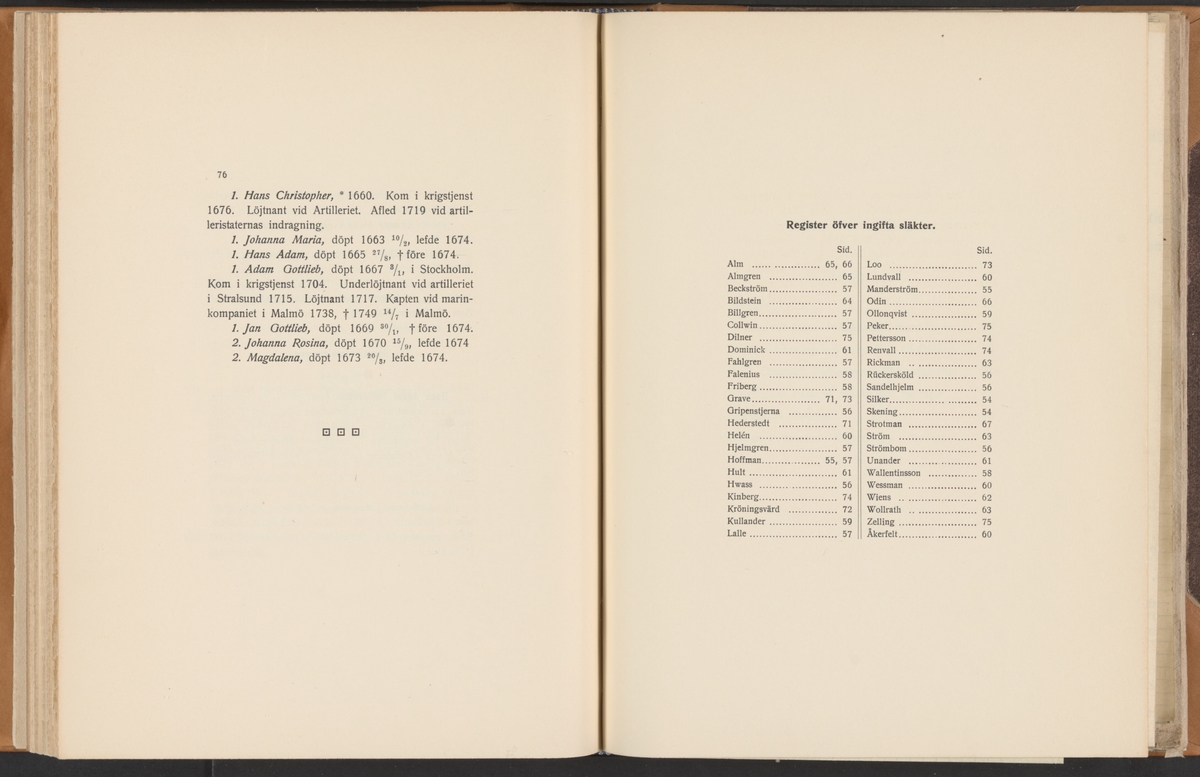 76
1. Hans Christopher, * 1660. Kom i krigstjenst
1676. Löjtnant vid Artilleriet. Afled 1719 vid artil-
leristaternas indragning.
1. Johanna Maria, döpt 1663 10/2, lefde 1674.
1. Hans Adam, döpt 1665 27/8, † före 1674.
1. Adam Gottlieb, döpt 1667 8/1, i Stockholm.
Kom i krigstjenst 1704. Underlöjtnant vid artilleriet
i Stralsund 1715. Löjtnant 1717. Kapten vid marin-
kompaniet i Malmö 1738, † 1749 14/7 i Malmö.
1. Jan Gottlieb, döpt 1669 30/1, † före 1674.
2. Johanna Rosina, döpt 1670 15/9, lefde 1674
2. Magdalena, döpt 1673 20/3, lefde 1674.
Register öfver ingifta släkter.
Sid.
Alm ..................... 65, 66
Almgren ..................... 65
Beckström ..................... 57
Bildstein ..................... 64
Billgren ..................... 57
Collwin ..................... 57
Dilner ..................... 75
Dominick ..................... 61
Fahlgren ..................... 57
Falenius ..................... 58
Friberg ..................... 58
Grave ..................... 71, 73
Gripenstjerna ............... 56
Hederstedt .................. 71
Helén ..................... 60
Hjelmgren ..................... 57
Hoffman .................. 55, 57
Hult ..................... 61
Hwass ..................... 56
Kinberg ..................... 74
Kröningsvärd ............... 72
Kullander ..................... 59
Lalle ..................... 57
Sid.
Loo ..................... 73
Lundvall ..................... 60
Manderström .................. 55
Odin ..................... 66
Ollonqvist .................. 59
Peker ..................... 75
Pettersson ..................... 74
Renvall ..................... 74
Rickman ..................... 63
Rückersköld .................. 56
Sandelhjelm .................. 56
Silker ..................... 54
Skening ..................... 54
Strotman ..................... 67
Ström ..................... 63
Strömbom ..................... 56
Unander ..................... 61
Wallentinsson ............... 58
Wessman ..................... 60
Wiens ..................... 62
Wollrath ..................... 63
Zelling ..................... 75
Åkerfelt ..................... 60